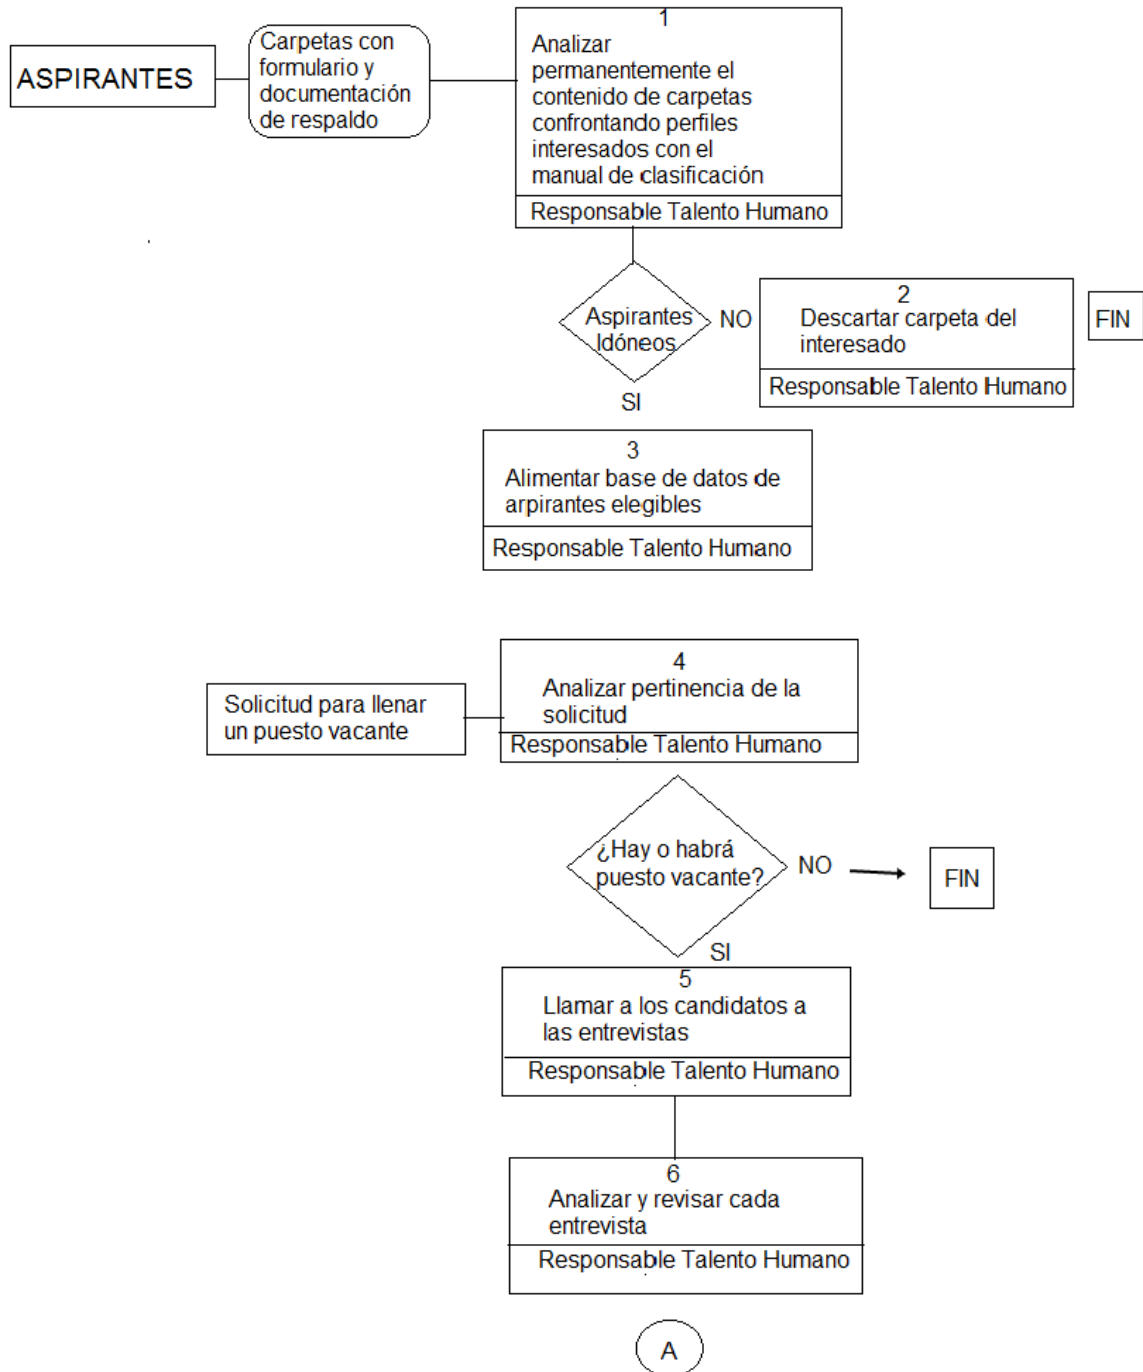 ASPIRANTES
Carpetas con
formulario y
documentación
de respaldo
1
Analizar
permanentemente el
contenido de carpetas
confrontando perfiles
interesados con el
manual de clasificación
Responsable Talento Humano
Aspirantes
Idóneos
NO
SI
2
Descartar carpeta del
interesado
Responsable Talento Humano
FIN
3
Alimentar base de datos de
arpirantes elegibles
Responsable Talento Humano
Solicitud para llenar
un puesto vacante
4
Analizar pertinencia de la
solicitud
Responsable Talento Humano
¿Hay o habrá
puesto vacante?
NO
FIN
SI
5
Llamar a los candidatos a
las entrevistas
Responsable Talento Humano
6
Analizar y revisar cada
entrevista
Responsable Talento Humano
A